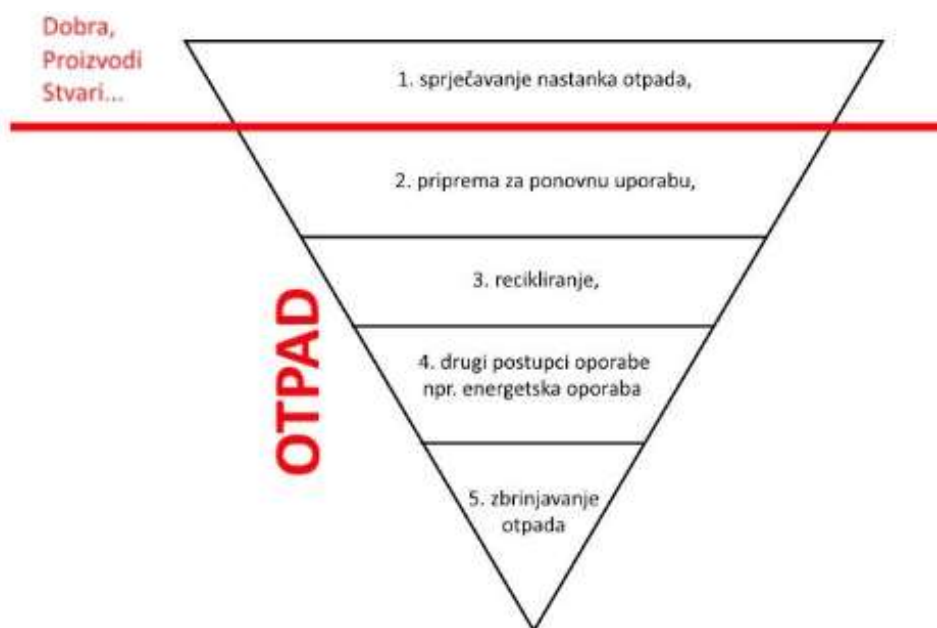 Dobra,
Proizvodi
Stvari...
1. sprječavanje nastanka otpada,
2. priprema za ponovnu uporabu,
3. recikliranje,
OTPAD
4. drugi postupci oporabe
npr. energetska oporaba
5. zbrinjavanje
otpada